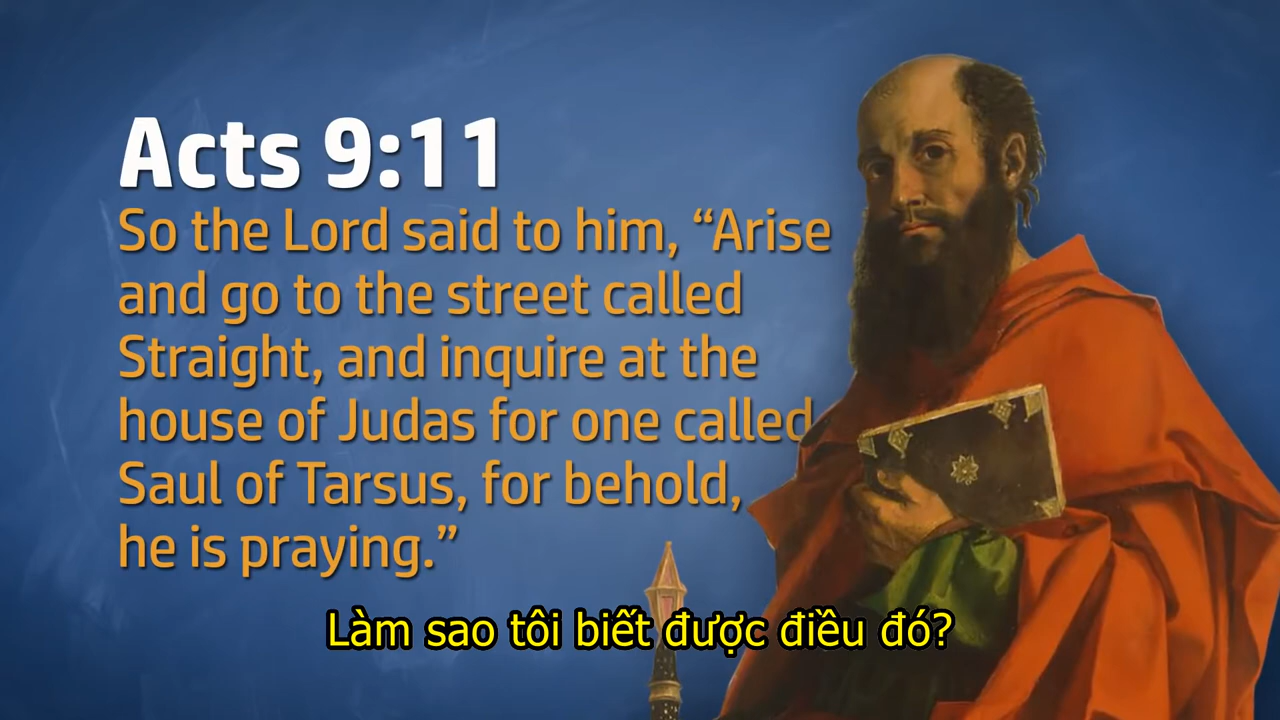 Acts 9:11
So the Lord said to him, “Arise
and go to the street called
Straight, and inquire at the
house of Judas for one called
Saul of Tarsus, for behold,
he is praying.”
Làm sao tôi biết được điều đó?